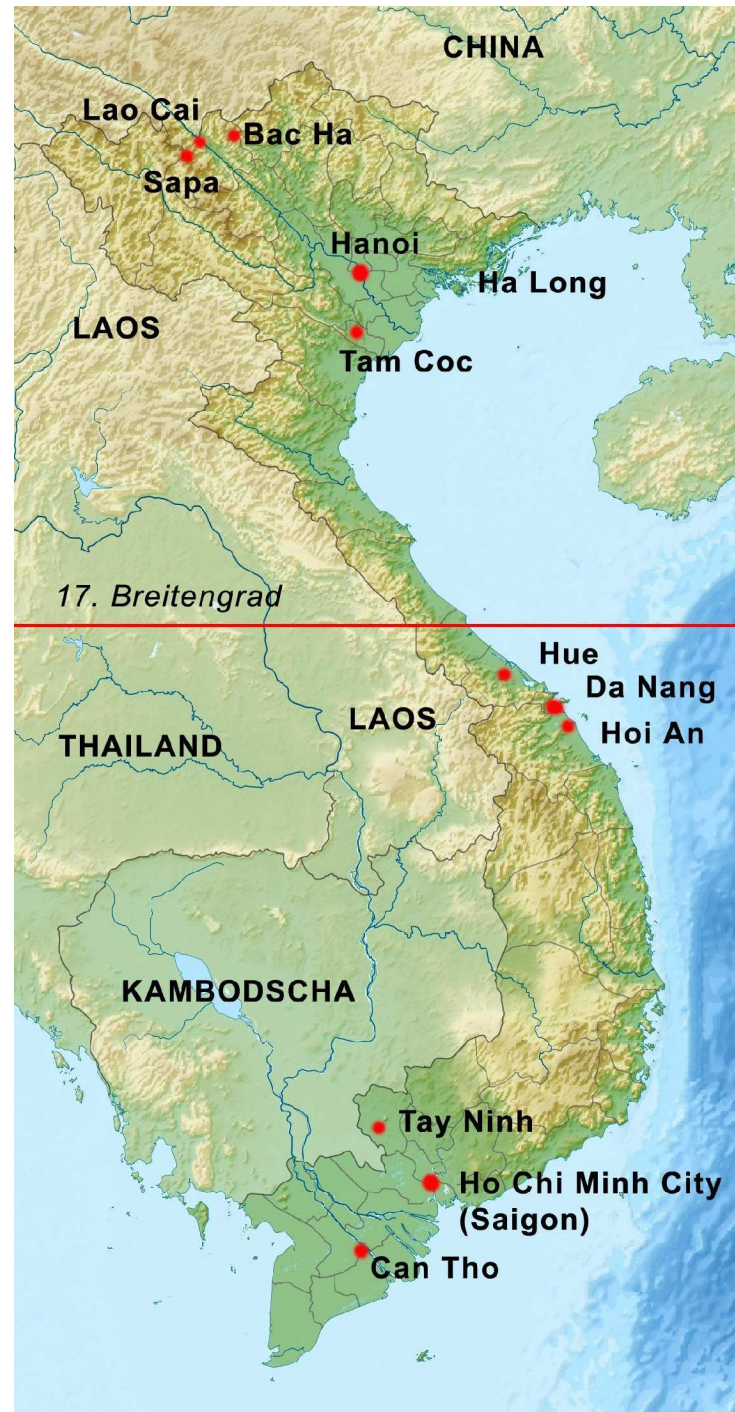 CHINA
Lao Cai
Bac Ha
Sapa
Hanoi
Ha Long
LAOS
Tam Coc
17. Breitengrad
Hue
Da Nang
LAOS
Hoi An
THAILAND
KAMBODSCHA
Tay Ninh
Ho Chi Minh City
(Saigon)
Can Tho